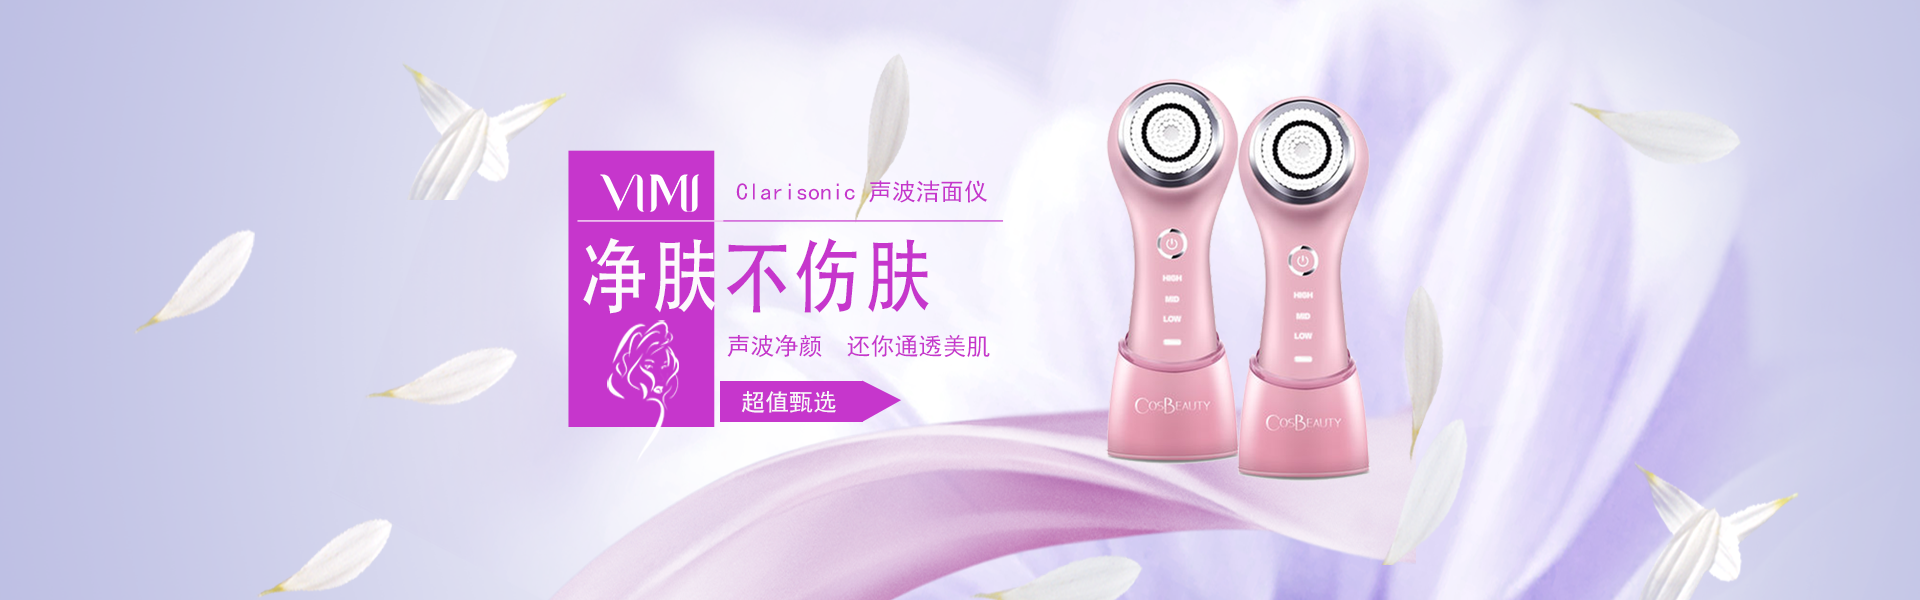 VIMI
Clarisonic 声波洁面仪
净肤不伤肤
声波净颜 还你通透美肌
超值甄选
HIGH
MID
LOW
COSBEAUTY
HIGH
MID
LOW
COSBEAUTY